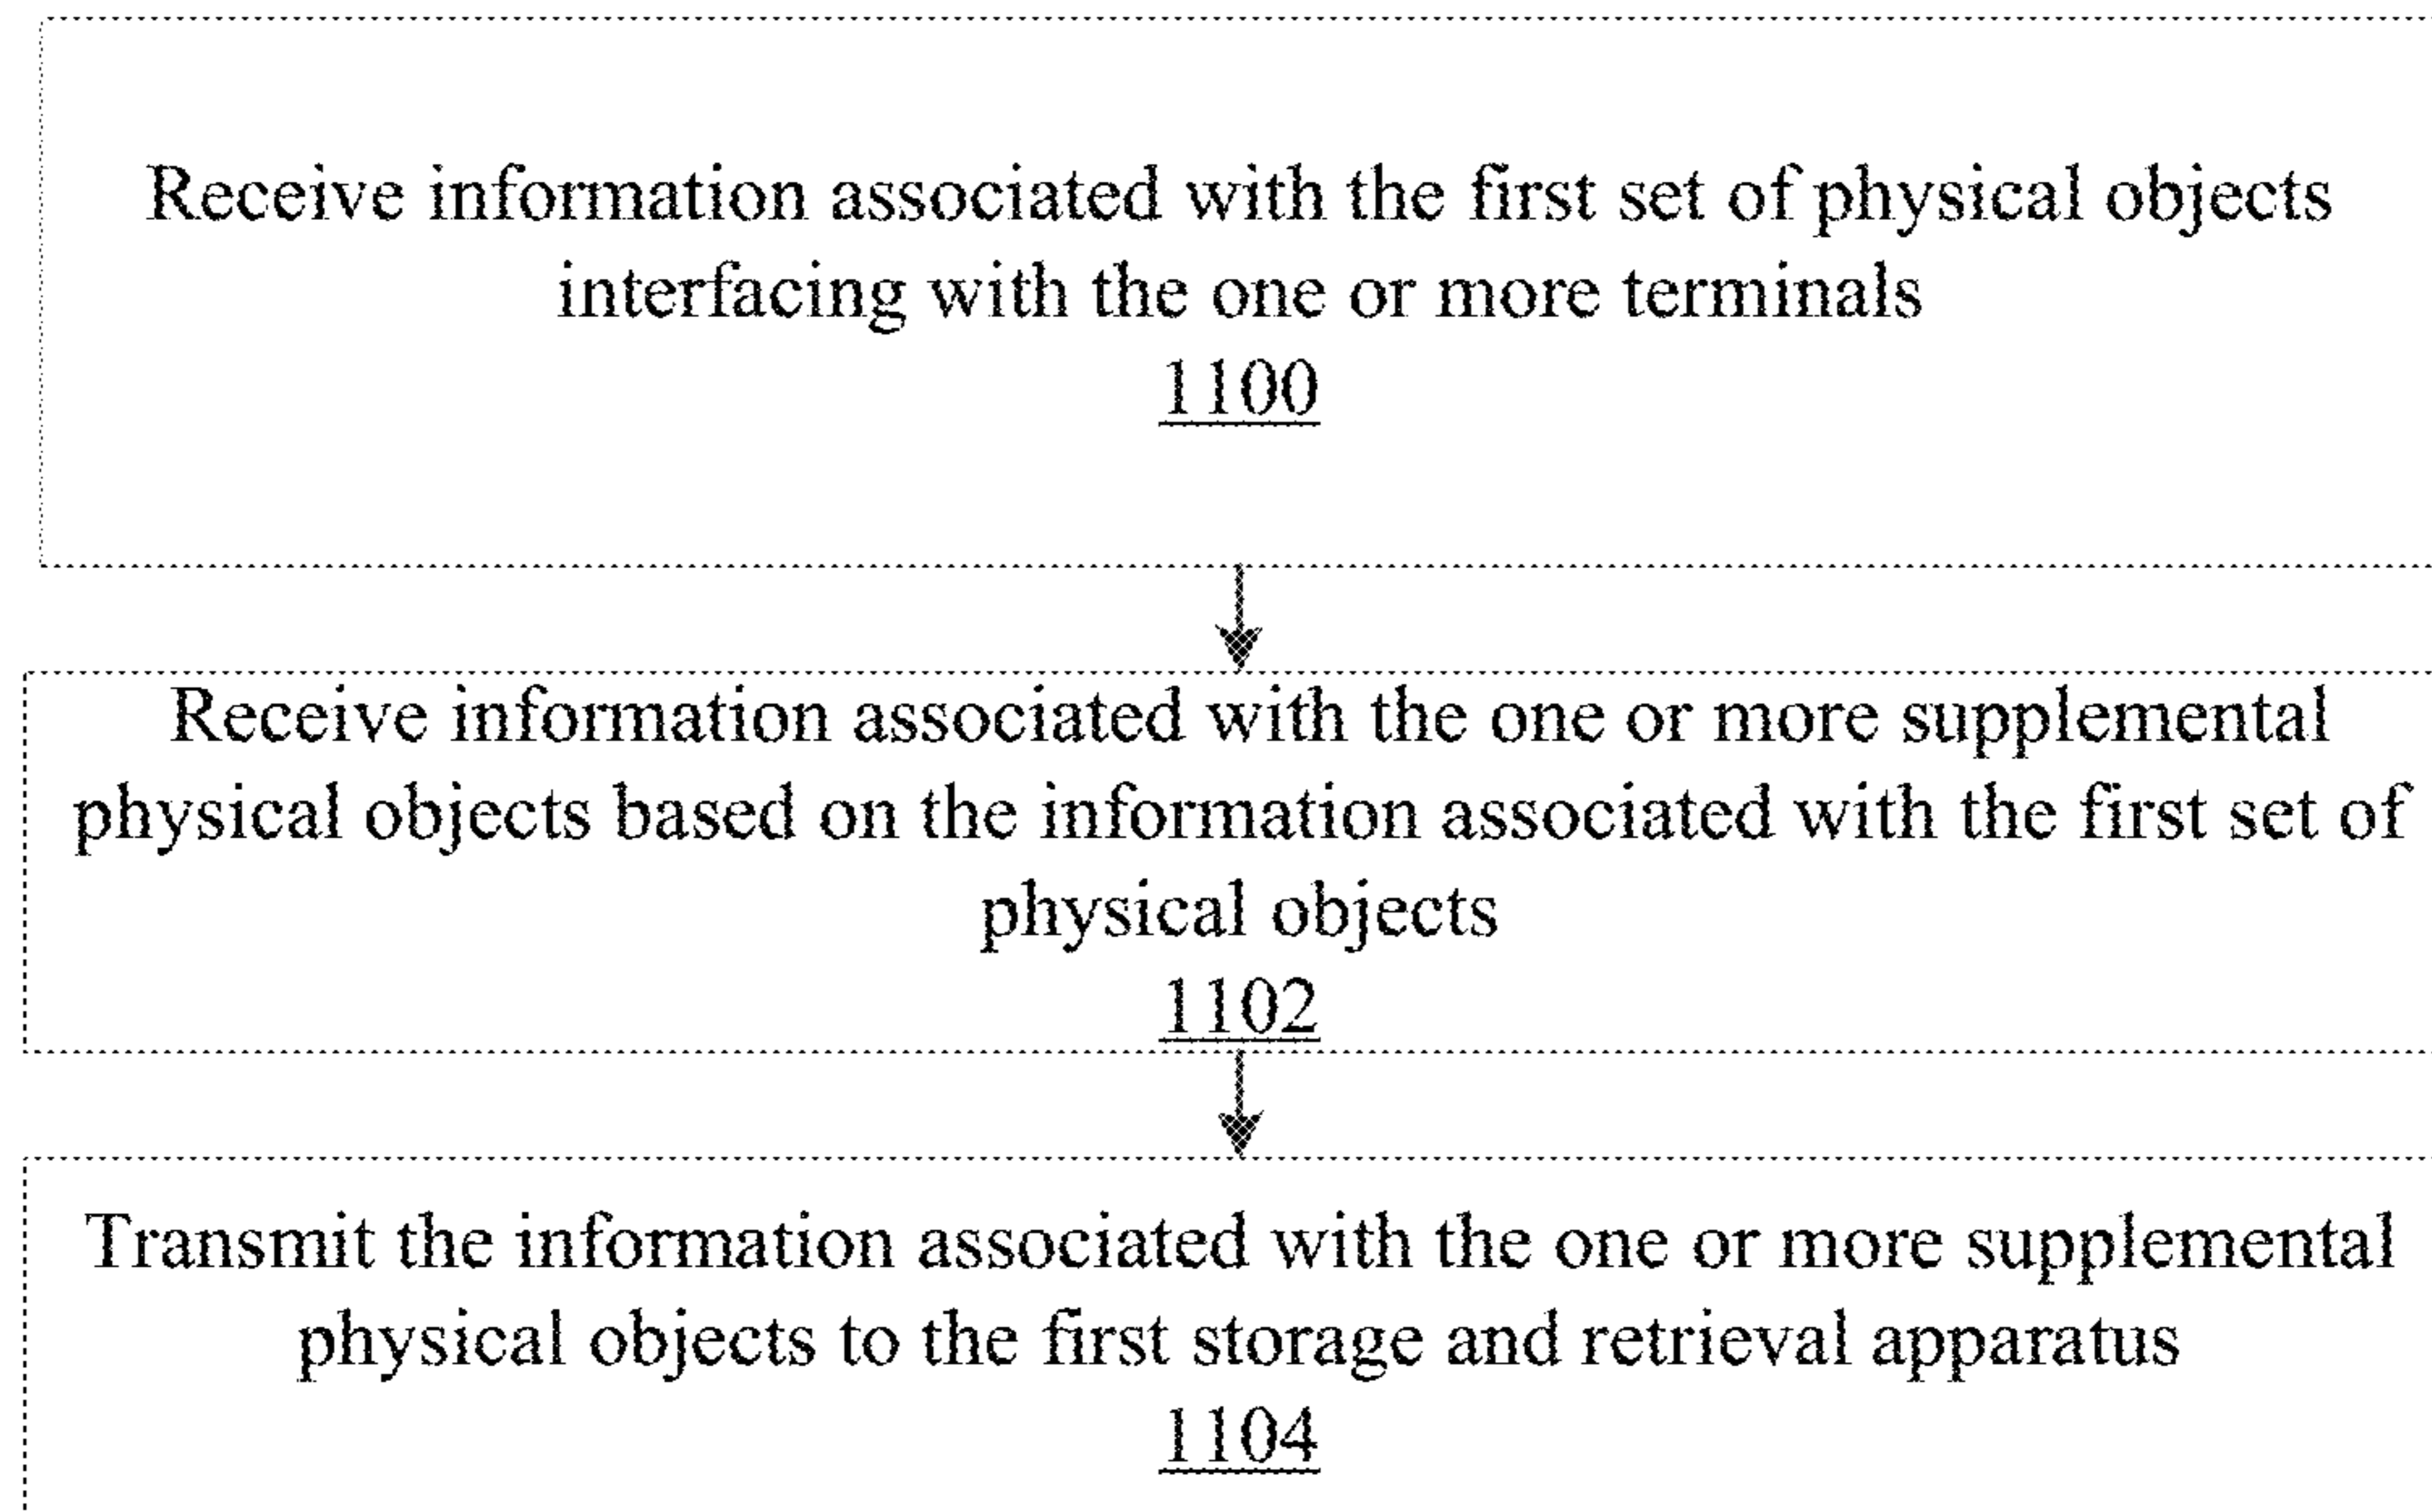 Receive information associated with the first set of physical objects
interfacing with the one or more terminals
1100
Receive information associated with the one or more supplemental
physical objects based on the information associated with the first set of
physical objects
1102
Transmit the information associated with the one or more supplemental
physical objects to the first storage and retrieval apparatus
1104